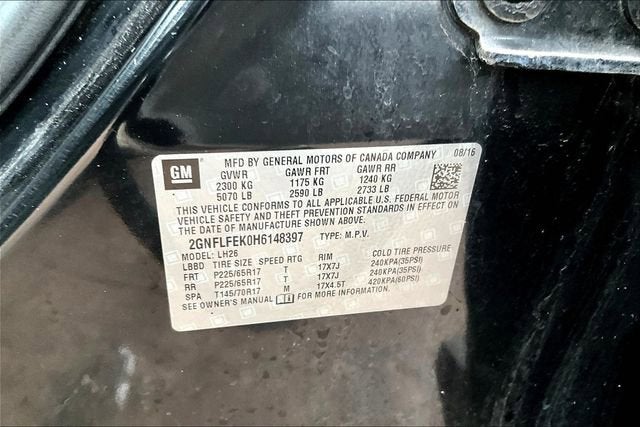 GM
MFD BY GENERAL MOTORS OF CANADA COMPANY 08/16
GVWR GAWR FRT GAWR RR
2300 KG 1175 KG 1240 KG
5070 LB 2590 LB 2733 LB
THIS VEHICLE CONFORMS TO ALL APPLICABLE U.S. FEDERAL MOTOR
VEHICLE SAFETY AND THEFT PREVENTION STANDARDS IN EFFECT ON
THE DATE OF MANUFACTURE SHOWN ABOVE.
2GNFLFEK0H6148397 TYPE: M.P.V.
MODEL: LH26
LBBD TIRE SIZE SPEED RTG RIM COLD TIRE PRESSURE
FRT P225/65R17 T 17X7J 240KPA(35PSI)
RR P225/65R17 T 17X7J 240KPA(35PSI)
SPA T145/70R17 M 17X4.5T 420KPA(60PSI)
SEE OWNER'S MANUAL FOR MORE INFORMATION.